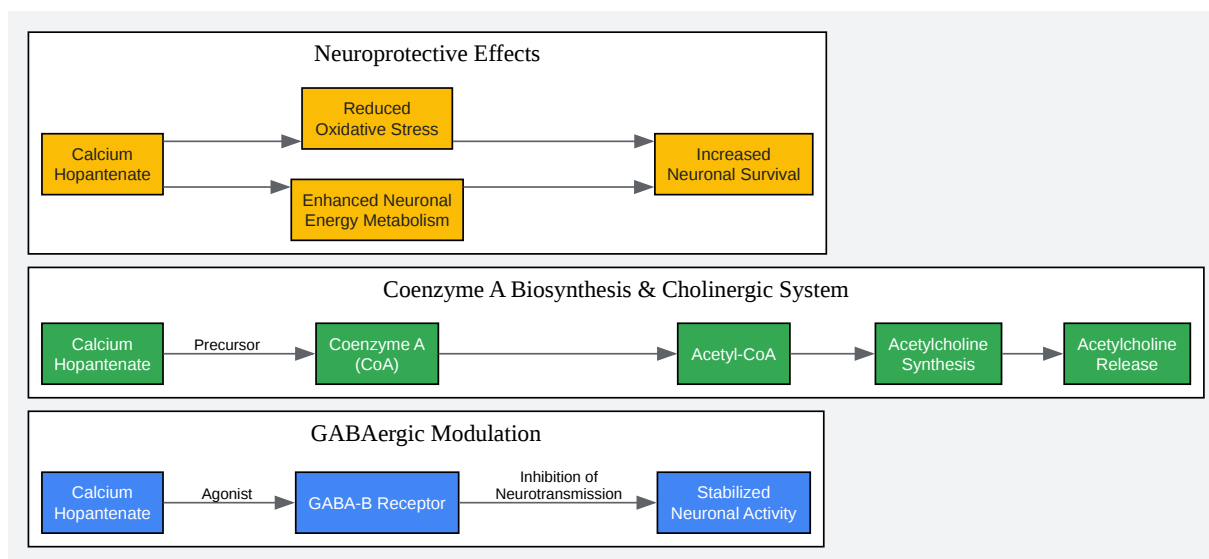 Neuroprotective Effects
Reduced
Oxidative Stress
Calcium
Hopantenate
Increased
Neuronal Survival
Enhanced Neuronal
Energy Metabolism
Coenzyme A Biosynthesis & Cholinergic System
Calcium
Hopantenate
Precursor
Coenzyme A
(CoA)
Acetyl-CoA
Acetylcholine
Synthesis
Acetylcholine
Release
GABAergic Modulation
Calcium
Hopantenate
Agonist
GABA-B Receptor
Inhibition of
Neurotransmission
Stabilized
Neuronal Activity